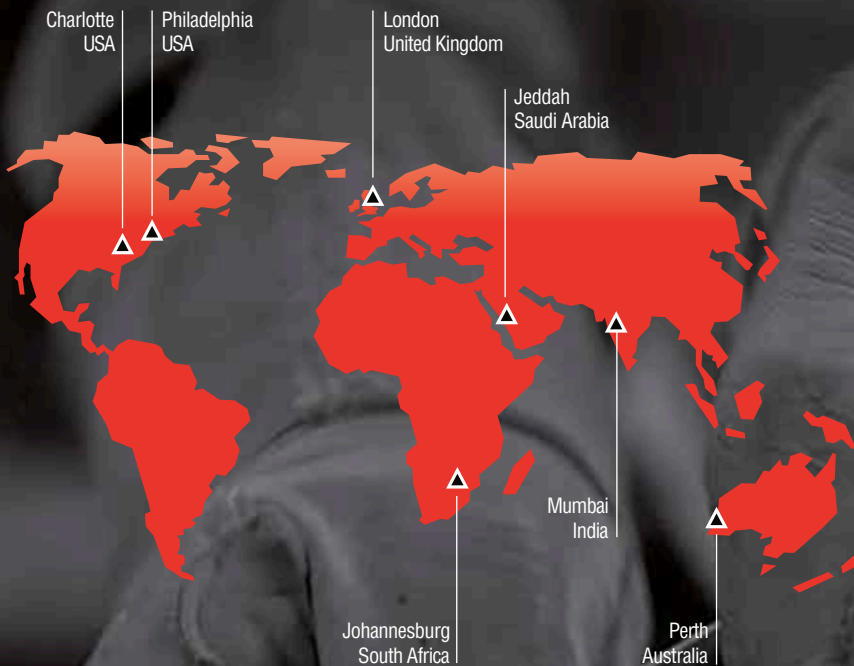 Charlotte
USA
Philadelphia
USA
London
United Kingdom
Jeddah
Saudi Arabia
Mumbai
India
Johannesburg
South Africa
Perth
Australia